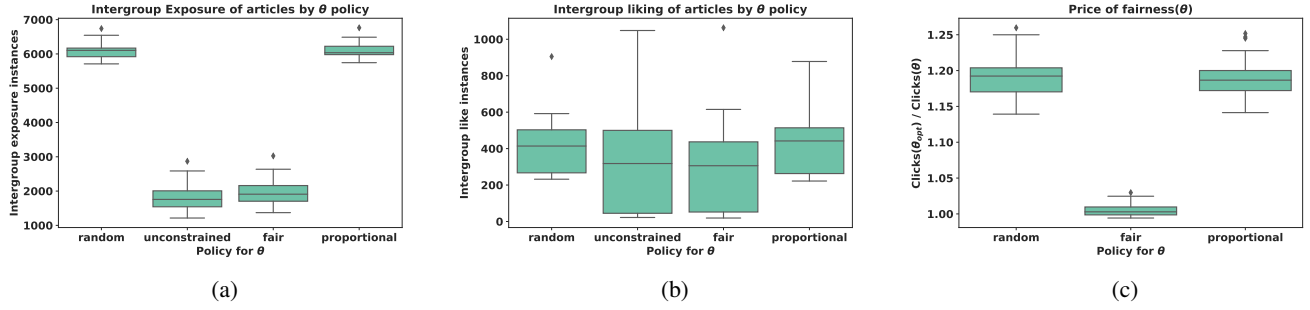 Intergroup Exposure of articles by θ policy
Intergroup exposure instances
7000
6000
5000
4000
3000
2000
1000
random unconstrained fair proportional
Policy for θ
(a)
Intergroup liking of articles by θ policy
Intergroup like instances
1000
800
600
400
200
0
random unconstrained fair proportional
Policy for θ
(b)
Price of fairness(θ)
Clicks(θopt) / Clicks(θ)
1.25
1.20
1.15
1.10
1.05
1.00
random fair proportional
Policy for θ
(c)